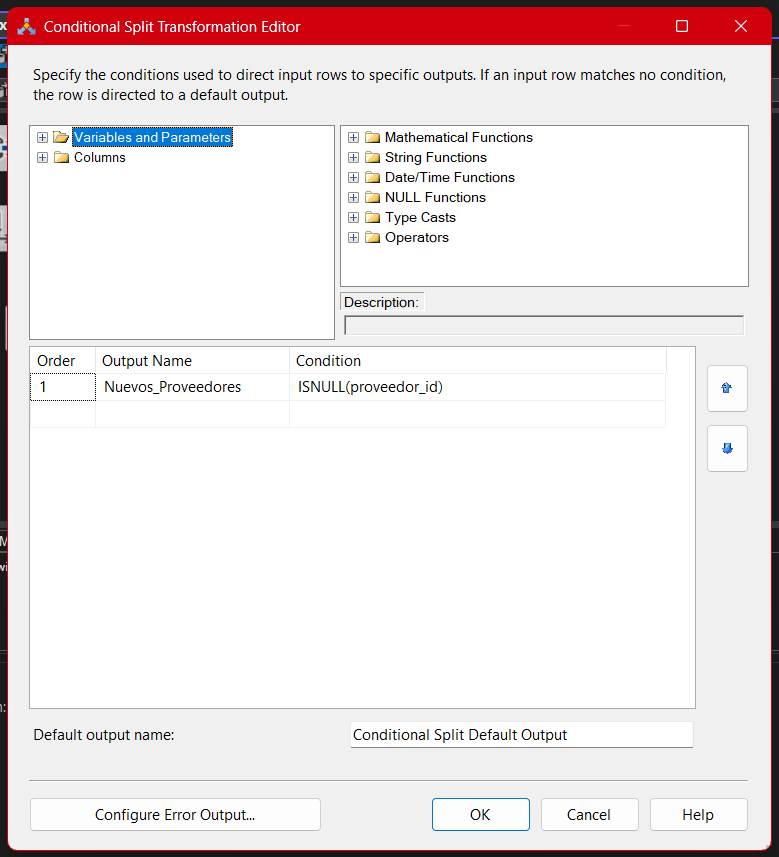 Conditional Split Transformation Editor
Specify the conditions used to direct input rows to specific outputs. If an input row matches no condition,
the row is directed to a default output.
Variables and Parameters
Columns
Mathematical Functions
String Functions
Date/Time Functions
NULL Functions
Type Casts
Operators
Description:
Order Output Name Condition
1 Nuevos_Proveedores ISNULL(proveedor_id)
Default output name: Conditional Split Default Output
Configure Error Output... OK Cancel Help